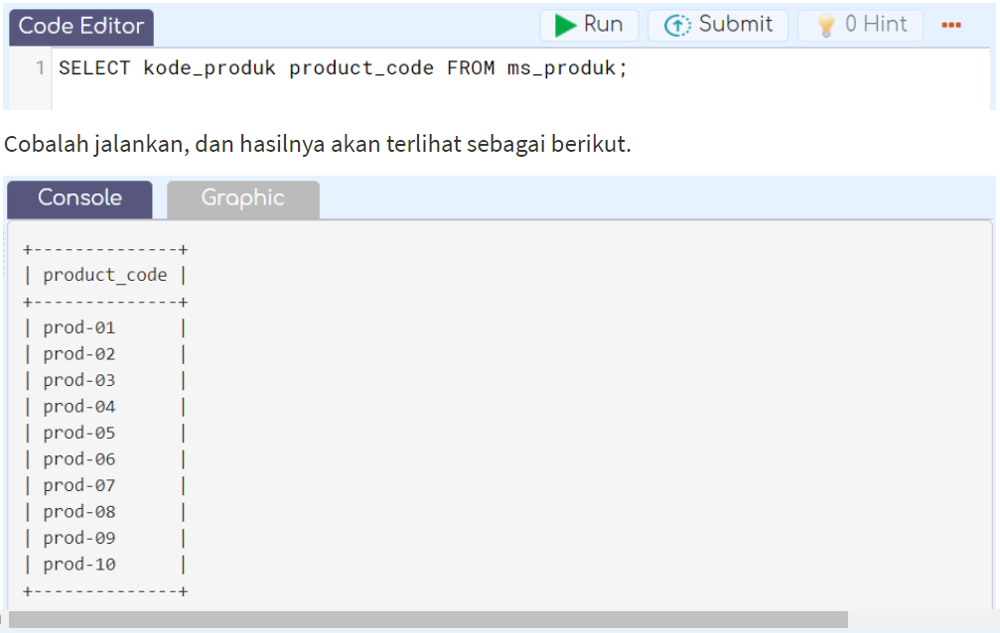 Code Editor Run Submit 0 Hint
1 SELECT kode_produk product_code FROM ms_produk;
Cobalah jalankan, dan hasilnya akan terlihat sebagai berikut.
Console Graphic
+--------------+
| product_code |
+--------------+
| prod-01      |
| prod-02      |
| prod-03      |
| prod-04      |
| prod-05      |
| prod-06      |
| prod-07      |
| prod-08      |
| prod-09      |
| prod-10      |
+--------------+